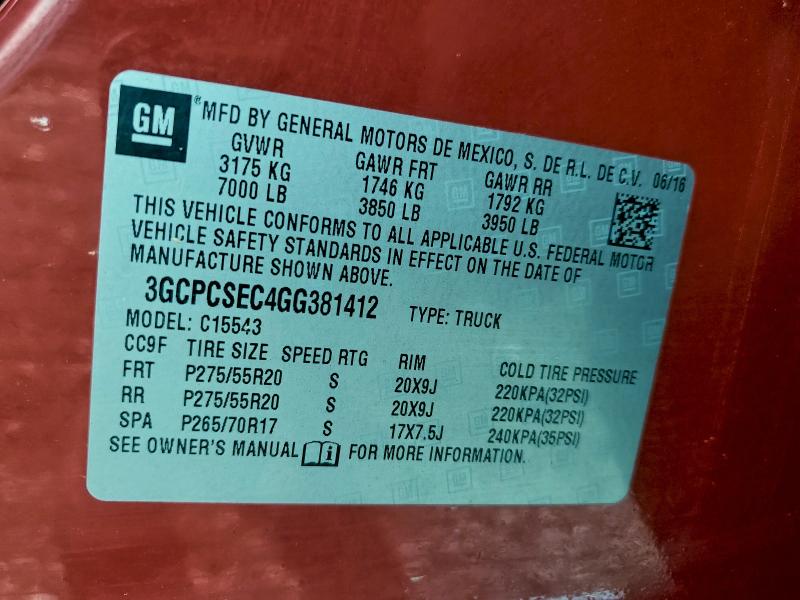 GM
® MFD BY GENERAL MOTORS DE MEXICO, S. DE R.L. DE C.V. 06/16
GVWR GAWR FRT GAWR RR
3175 KG 1746 KG 1792 KG
7000 LB 3850 LB 3950 LB
THIS VEHICLE CONFORMS TO ALL APPLICABLE U.S. FEDERAL MOTOR
VEHICLE SAFETY STANDARDS IN EFFECT ON THE DATE OF
MANUFACTURE SHOWN ABOVE.
3GCPCSEC4GG381412 TYPE: TRUCK
MODEL: C15543
CC9F TIRE SIZE SPEED RTG RIM COLD TIRE PRESSURE
FRT P275/55R20 S 20X9J 220KPA(32PSI)
RR P275/55R20 S 20X9J 220KPA(32PSI)
SPA P265/70R17 S 17X7.5J 240KPA(35PSI)
SEE OWNER'S MANUAL i FOR MORE INFORMATION.